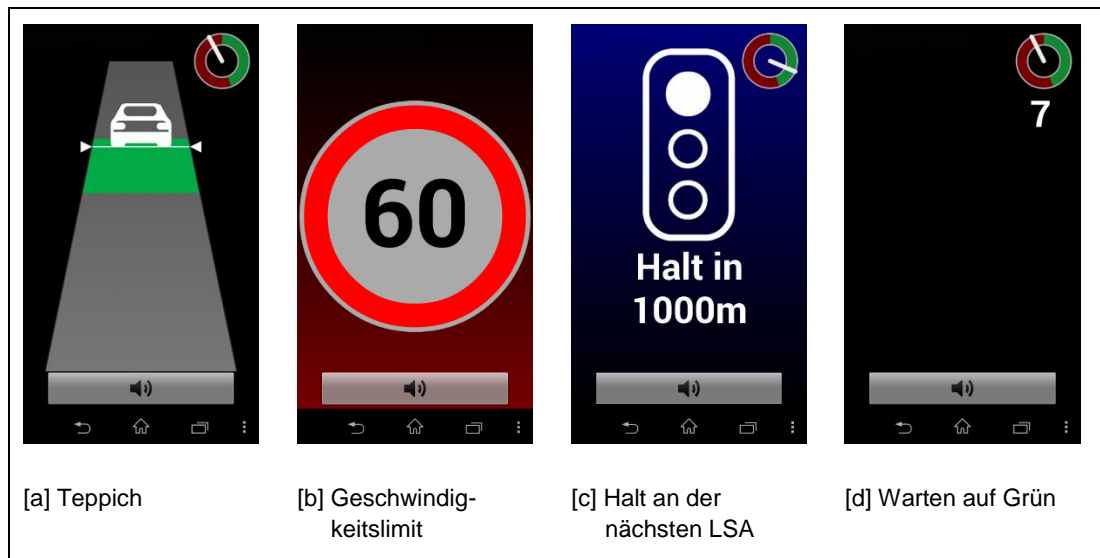 60
Halt in
1000m
7
[a] Teppich
[b] Geschwindig-
keitslimit
[c] Halt an der
nächsten LSA
[d] Warten auf Grün